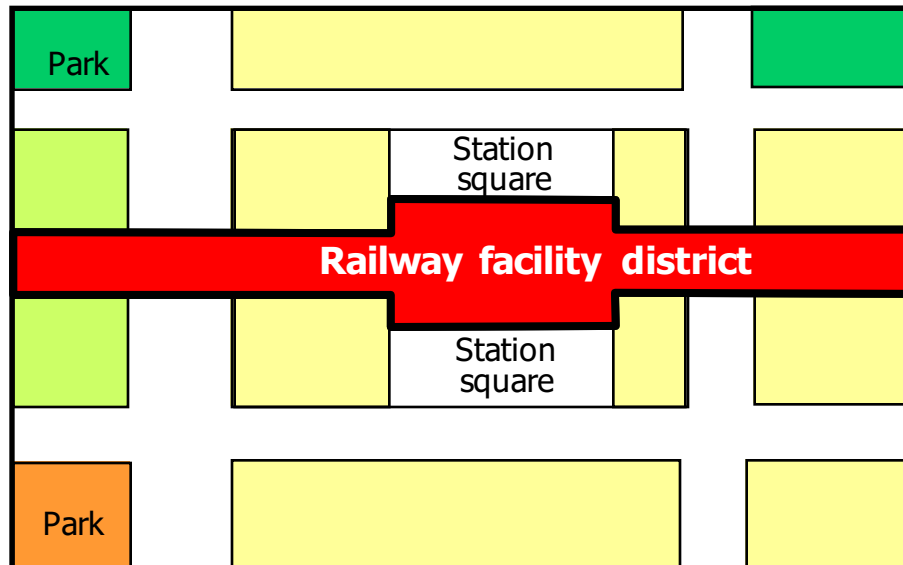 Park
Station
square
Railway facility district
Station
square
Park